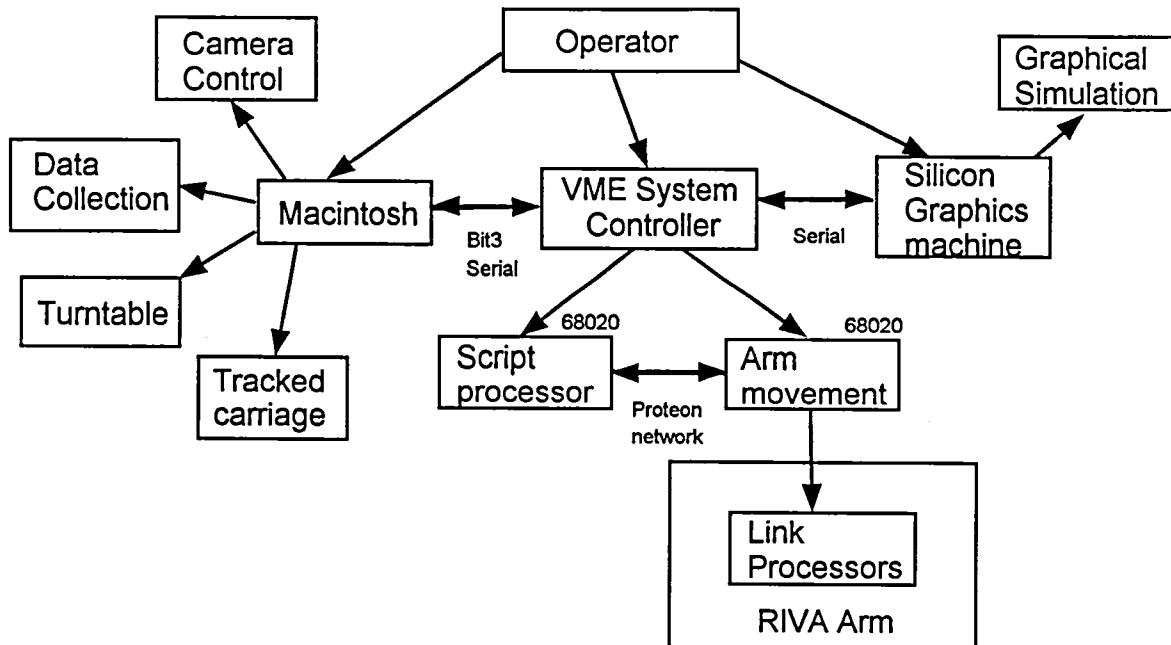 Camera
Control
Operator
Graphical
Simulation
Data
Collection
Macintosh
VME System
Controller
Silicon
Graphics
machine
Bit3
Serial
Serial
Turntable
68020
68020
Script
processor
Arm
movement
Tracked
carriage
Proteon
network
Link
Processors
RIVA Arm